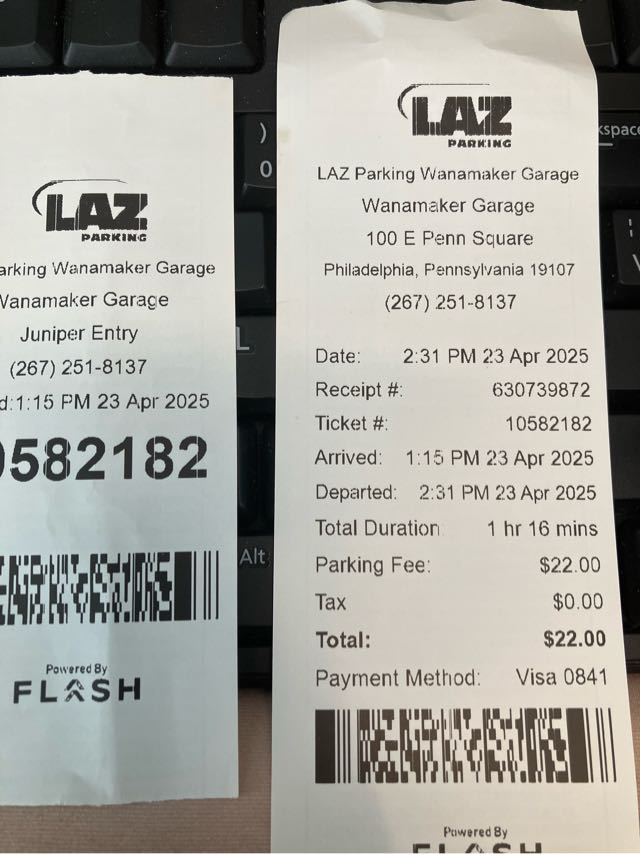 LAZ
PARKING
Wanamaker Garage
Garage
Juniper Entry
(267) 251-8137
1:15 PM 23 Apr 2025
582182
Powered By
FLASH
LAZ
PARKING
LAZ Parking Wanamaker Garage
Wanamaker Garage
100 E Penn Square
Philadelphia, Pennsylvania 19107
(267) 251-8137
Date: 2:31 PM 23 Apr 2025
Receipt #: 630739872
Ticket #: 10582182
Arrived: 1:15 PM 23 Apr 2025
Departed: 2:31 PM 23 Apr 2025
Total Duration 1 hr 16 mins
Parking Fee: $22.00
Tax $0.00
Total: $22.00
Payment Method: Visa 0841
Powered By
FLASH
)
0
L
Alt